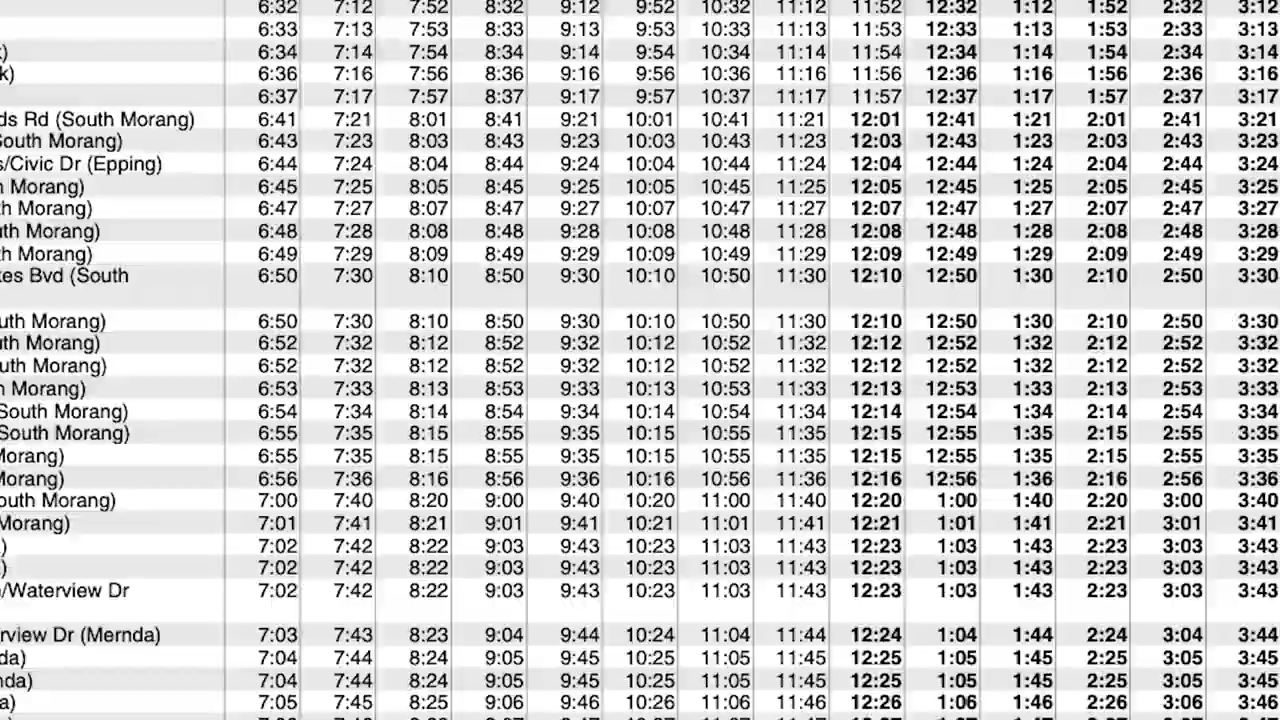 6:32 7:12 7:52 8:32 9:12 9:52 10:32 11:12 11:52 12:32 1:12 1:52 2:32 3:12
6:33 7:13 7:53 8:33 9:13 9:53 10:33 11:13 11:53 12:33 1:13 1:53 2:33 3:13
) 6:34 7:14 7:54 8:34 9:14 9:54 10:34 11:14 11:54 12:34 1:14 1:54 2:34 3:14
k) 6:36 7:16 7:56 8:36 9:16 9:56 10:36 11:16 11:56 12:36 1:16 1:56 2:36 3:16
6:37 7:17 7:57 8:37 9:17 9:57 10:37 11:17 11:57 12:37 1:17 1:57 2:37 3:17
ds Rd (South Morang) 6:41 7:21 8:01 8:41 9:21 10:01 10:41 11:21 12:01 12:41 1:21 2:01 2:41 3:21
South Morang) 6:43 7:23 8:03 8:43 9:23 10:03 10:43 11:23 12:03 12:43 1:23 2:03 2:43 3:23
s/Civic Dr (Epping) 6:44 7:24 8:04 8:44 9:24 10:04 10:44 11:24 12:04 12:44 1:24 2:04 2:44 3:24
Morang) 6:45 7:25 8:05 8:45 9:25 10:05 10:45 11:25 12:05 12:45 1:25 2:05 2:45 3:25
th Morang) 6:47 7:27 8:07 8:47 9:27 10:07 10:47 11:27 12:07 12:47 1:27 2:07 2:47 3:27
uth Morang) 6:48 7:28 8:08 8:48 9:28 10:08 10:48 11:28 12:08 12:48 1:28 2:08 2:48 3:28
th Morang) 6:49 7:29 8:09 8:49 9:29 10:09 10:49 11:29 12:09 12:49 1:29 2:09 2:49 3:29
kes Bvd (South 6:50 7:30 8:10 8:50 9:30 10:10 10:50 11:30 12:10 12:50 1:30 2:10 2:50 3:30
uth Morang) 6:50 7:30 8:10 8:50 9:30 10:10 10:50 11:30 12:10 12:50 1:30 2:10 2:50 3:30
uth Morang) 6:52 7:32 8:12 8:52 9:32 10:12 10:52 11:32 12:12 12:52 1:32 2:12 2:52 3:32
uth Morang) 6:52 7:32 8:12 8:52 9:32 10:12 10:52 11:32 12:12 12:52 1:32 2:12 2:52 3:32
Morang) 6:53 7:33 8:13 8:53 9:33 10:13 10:53 11:33 12:13 12:53 1:33 2:13 2:53 3:33
South Morang) 6:54 7:34 8:14 8:54 9:34 10:14 10:54 11:34 12:14 12:54 1:34 2:14 2:54 3:34
South Morang) 6:55 7:35 8:15 8:55 9:35 10:15 10:55 11:35 12:15 12:55 1:35 2:15 2:55 3:35
Morang) 6:55 7:35 8:15 8:55 9:35 10:15 10:55 11:35 12:15 12:55 1:35 2:15 2:55 3:35
Morang) 6:56 7:36 8:16 8:56 9:36 10:16 10:56 11:36 12:16 12:56 1:36 2:16 2:56 3:36
outh Morang) 7:00 7:40 8:20 9:00 9:40 10:20 11:00 11:40 12:20 1:00 1:40 2:20 3:00 3:40
Morang) 7:01 7:41 8:21 9:01 9:41 10:21 11:01 11:41 12:21 1:01 1:41 2:21 3:01 3:41
) 7:02 7:42 8:22 9:03 9:43 10:23 11:03 11:43 12:23 1:03 1:43 2:23 3:03 3:43
) 7:02 7:42 8:22 9:03 9:43 10:23 11:03 11:43 12:23 1:03 1:43 2:23 3:03 3:43
/Waterview Dr 7:02 7:42 8:22 9:03 9:43 10:23 11:03 11:43 12:23 1:03 1:43 2:23 3:03 3:43
rview Dr (Mernda) 7:03 7:43 8:23 9:04 9:44 10:24 11:04 11:44 12:24 1:04 1:44 2:24 3:04 3:44
da) 7:04 7:44 8:24 9:05 9:45 10:25 11:05 11:45 12:25 1:05 1:45 2:25 3:05 3:45
nda) 7:04 7:44 8:24 9:05 9:45 10:25 11:05 11:45 12:25 1:05 1:45 2:25 3:05 3:45
a) 7:05 7:45 8:25 9:06 9:46 10:26 11:06 11:46 12:26 1:06 1:46 2:26 3:06 3:46